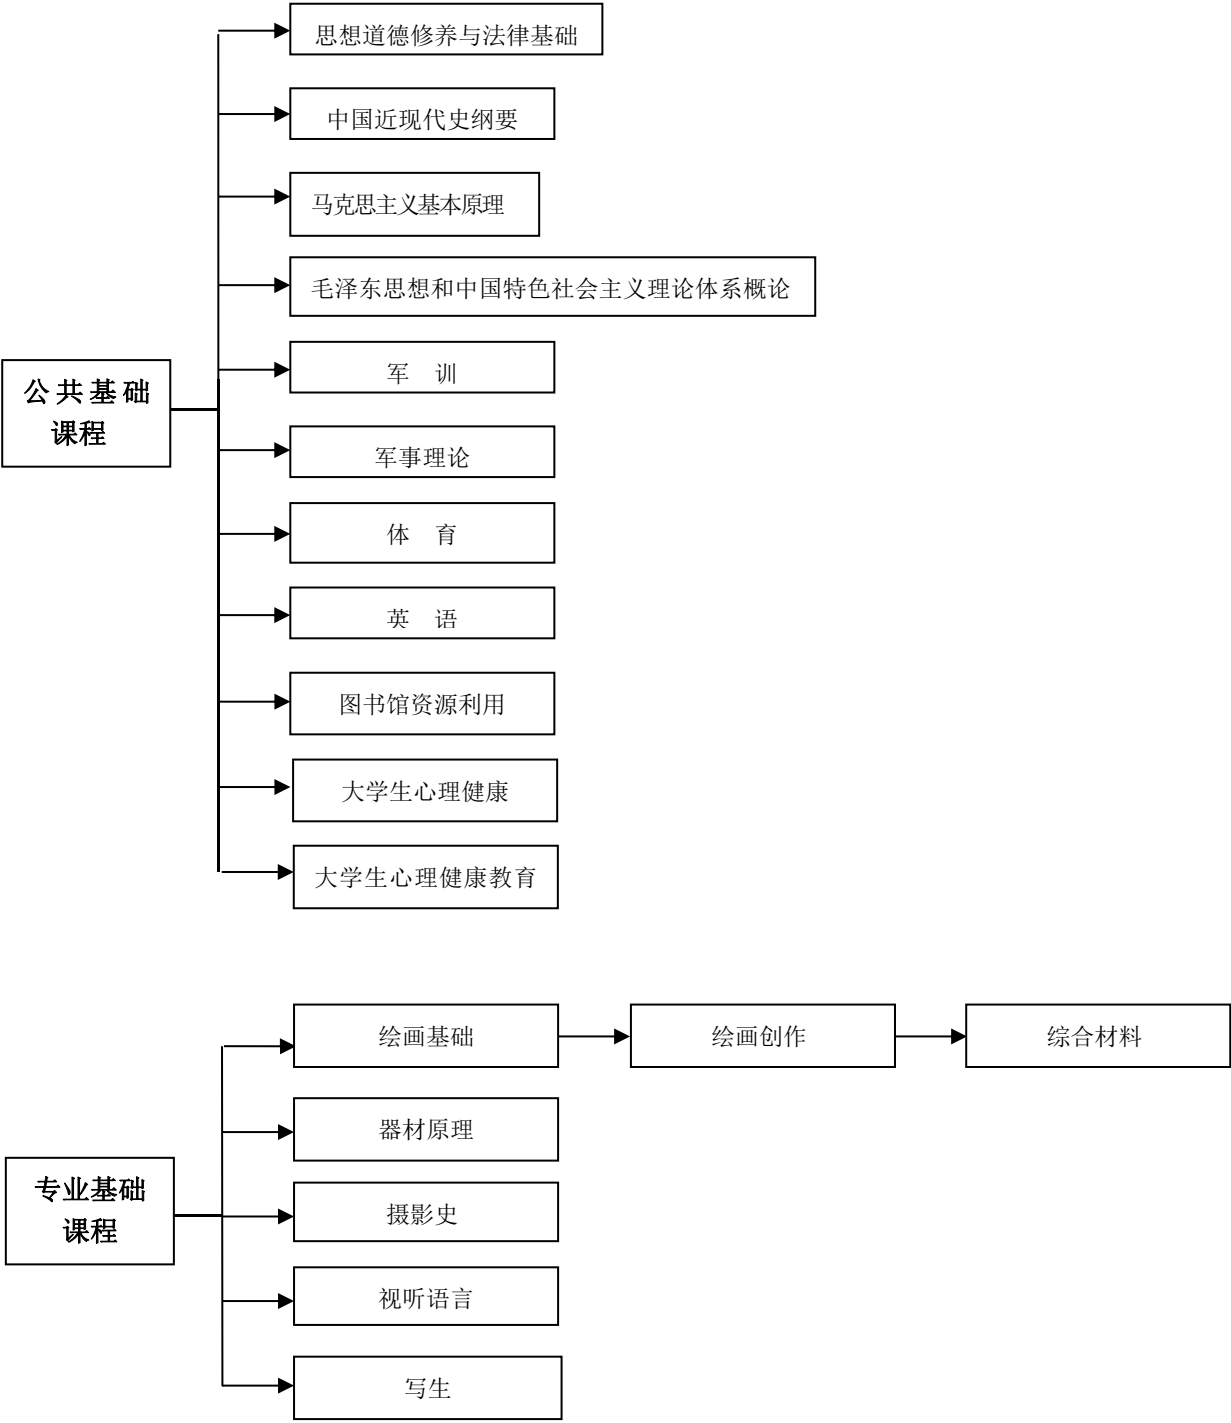 思想道德修养与法律基础
中国近现代史纲要
马克思主义基本原理
毛泽东思想和中国特色社会主义理论体系概论
军 训
公共基础
课程
军事理论
体 育
英 语
图书馆资源利用
大学生心理健康
大学生心理健康教育
绘画基础
绘画创作
综合材料
器材原理
专业基础
课程
摄影史
视听语言
写生